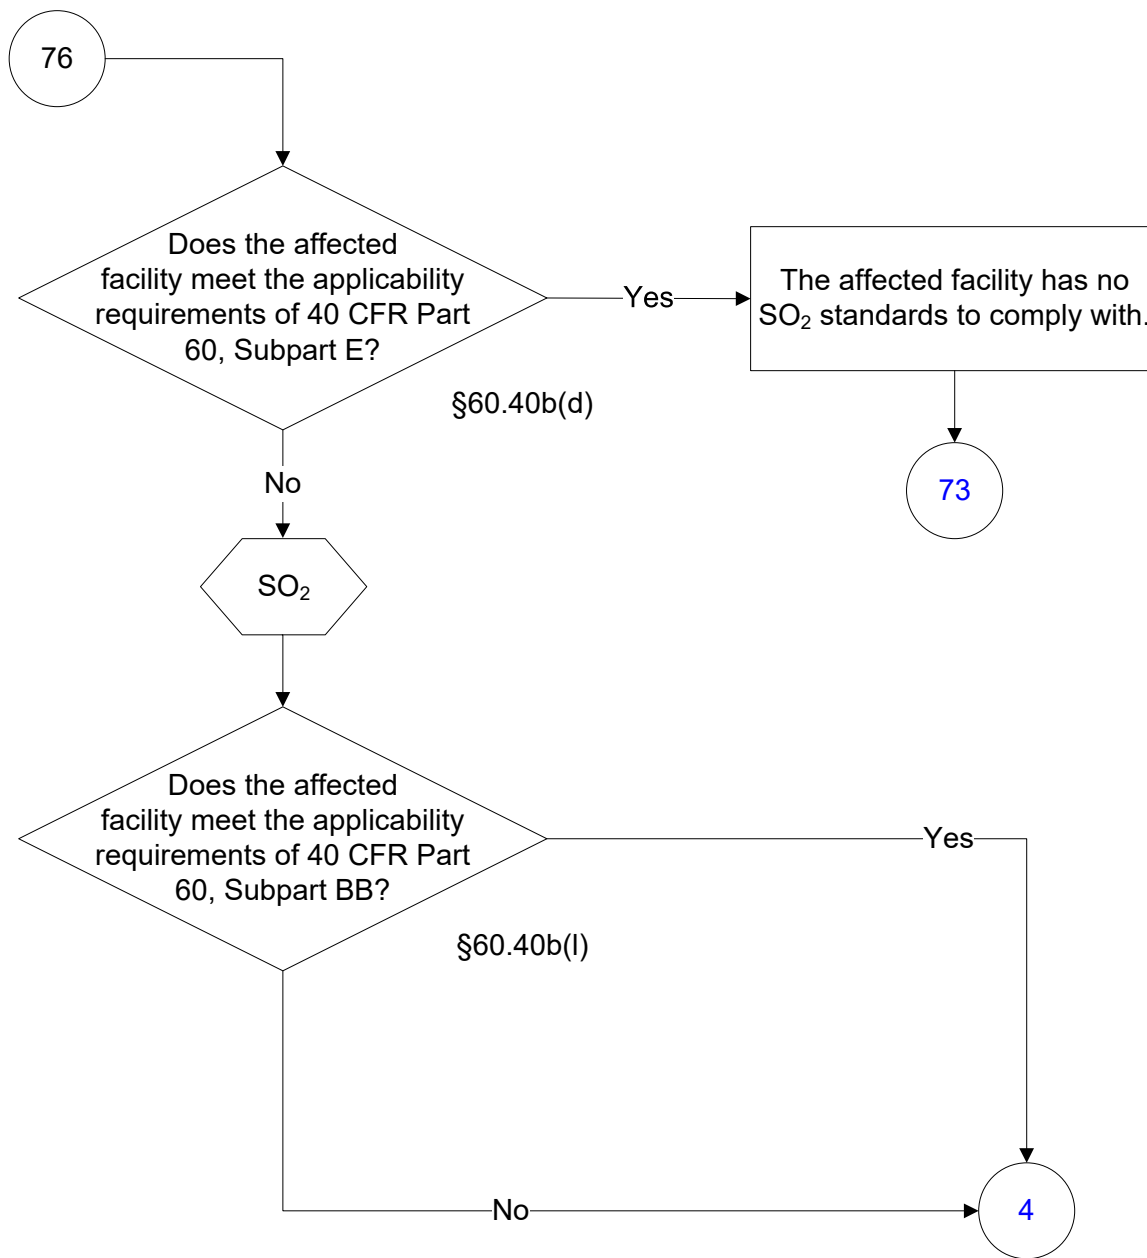 76
Does the affected
facility meet the applicability
requirements of 40 CFR Part
60, Subpart E?
Yes
The affected facility has no
SO₂ standards to comply with.
§60.40b(d)
73
No
SO₂
Does the affected
facility meet the applicability
requirements of 40 CFR Part
60, Subpart BB?
Yes
§60.40b(l)
No
4